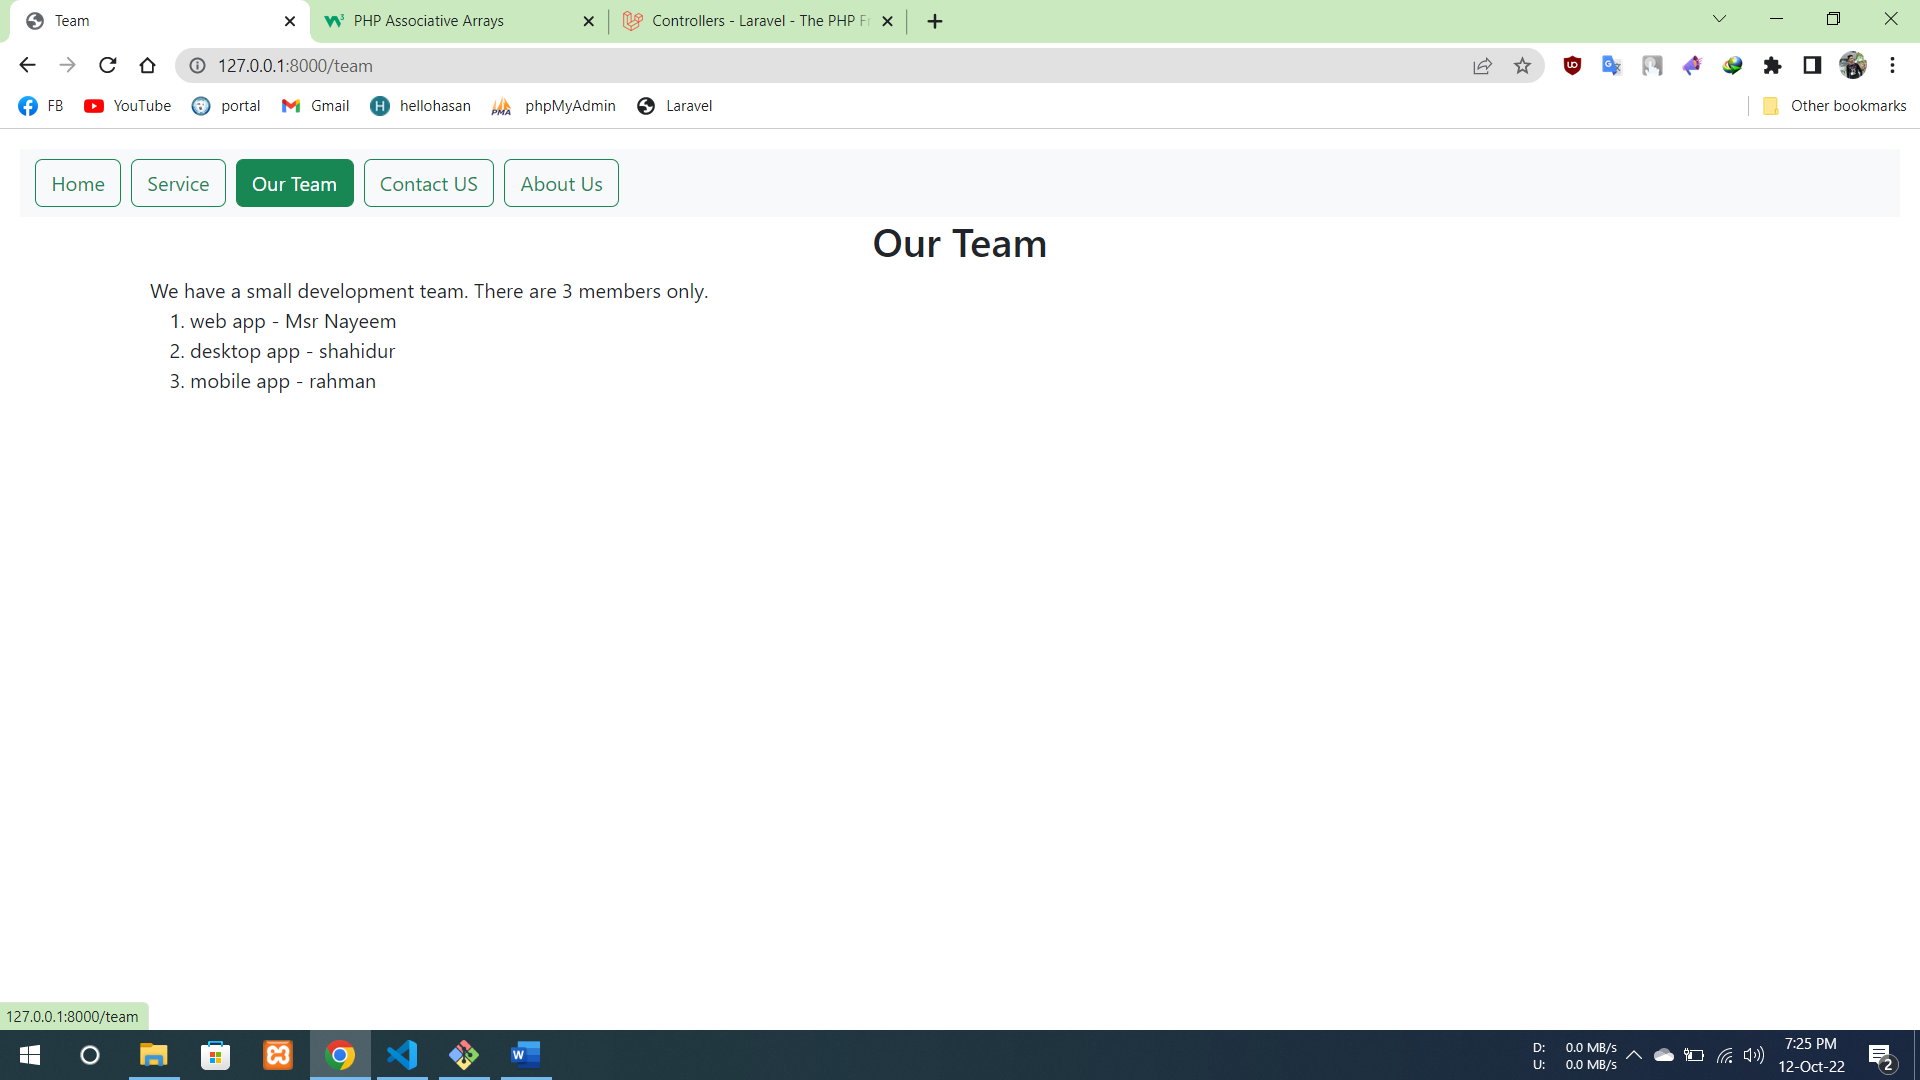 Team
PHP Associative Arrays
Controllers - Laravel - The PHP Fr
127.0.0.1:8000/team
FB
YouTube
portal
Gmail
hellohasan
phpMyAdmin
Laravel
Other bookmarks
Home
Service
Our Team
Contact US
About Us
Our Team
We have a small development team. There are 3 members only.
1. web app - Msr Nayeem
2. desktop app - shahidur
3. mobile app - rahman
127.0.0.1:8000/team
D: 0.0 MB/s
U: 0.0 MB/s
7:25 PM
12-Oct-22
2